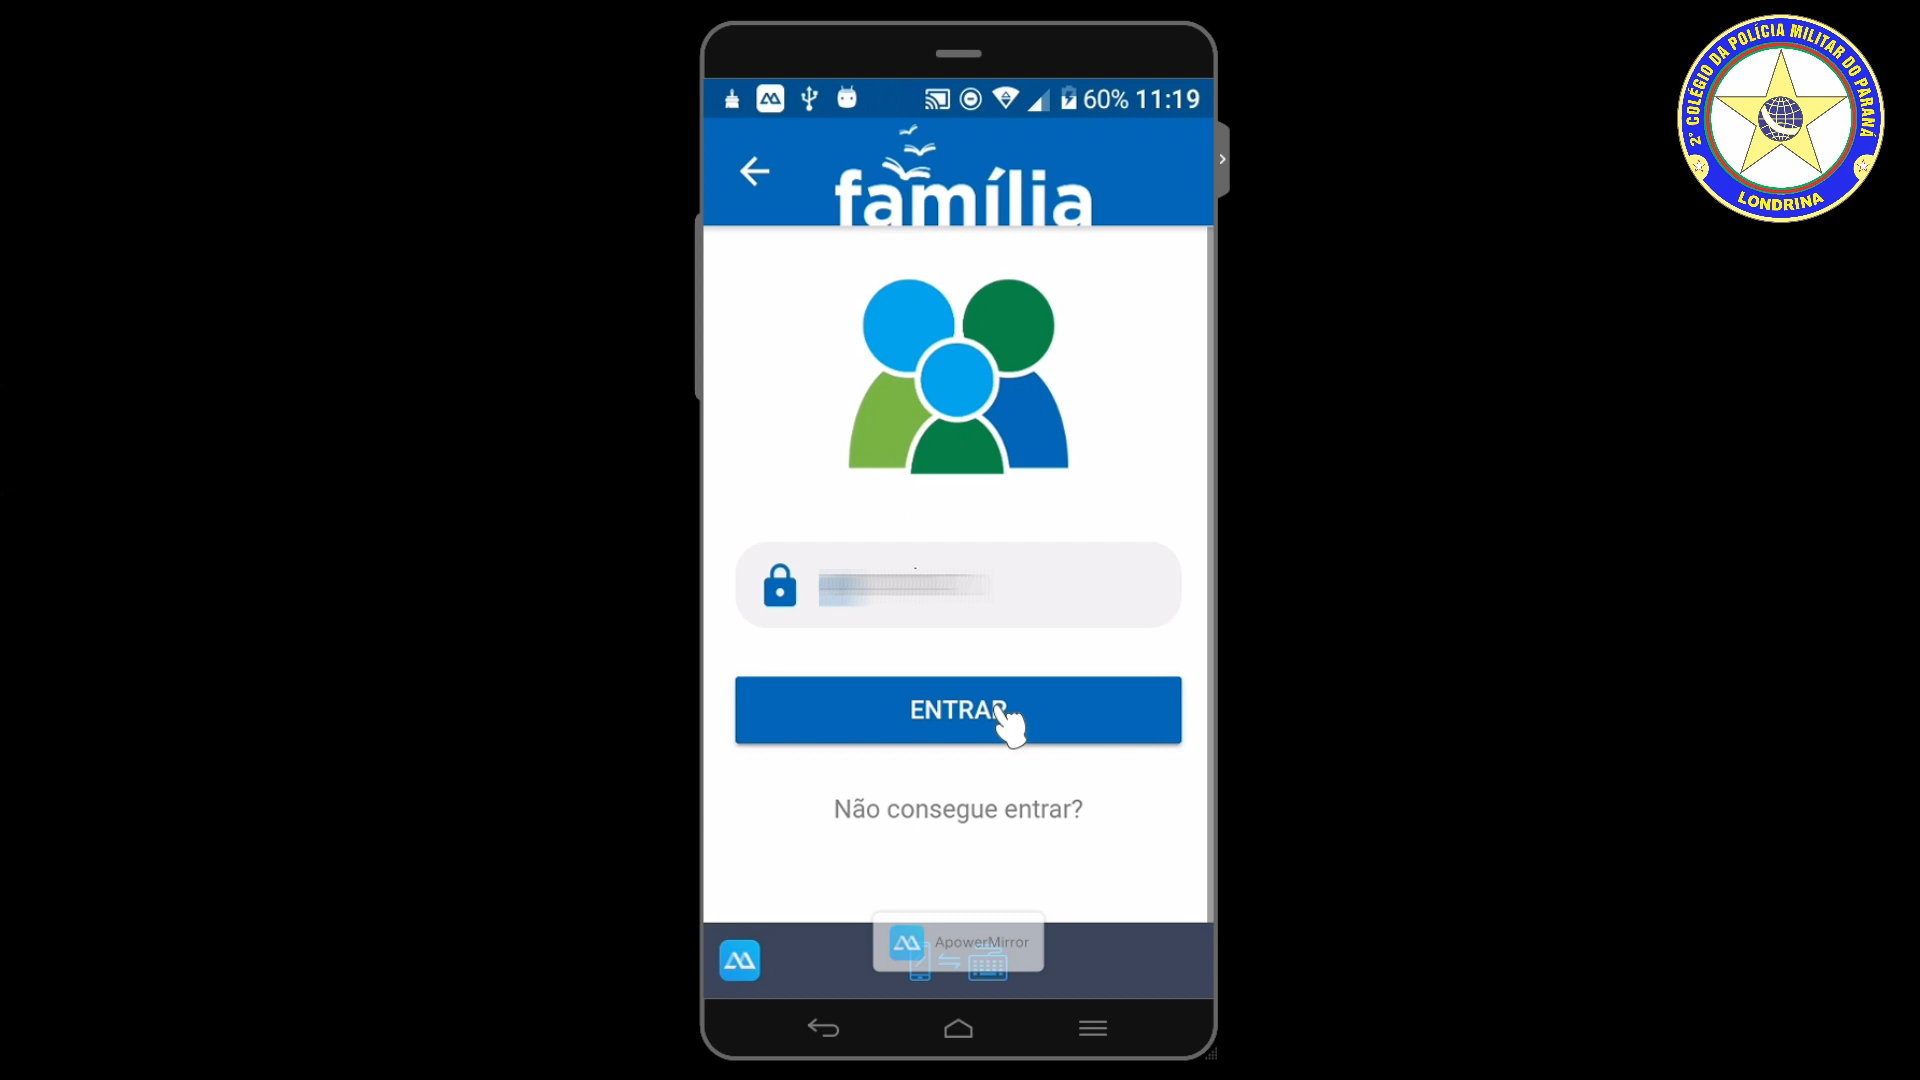 60% 11:19
família
ENTRAR
Não consegue entrar?
ApowerMirror
2º COLÉGIO DA POLÍCIA MILITAR DO PARANÁ
LONDRINA